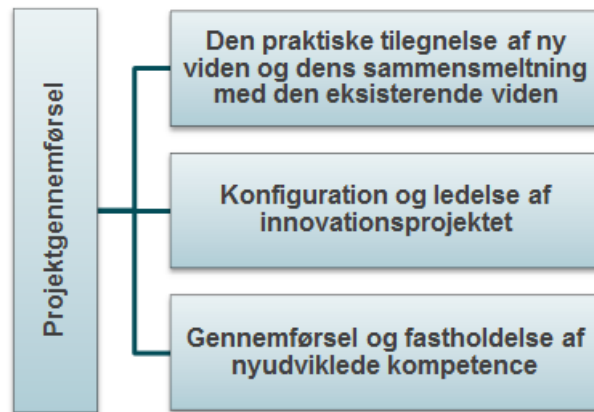 Projektgennemførsel
Den praktiske tilegnelse af ny
viden og dens sammensmeltning
med den eksisterende viden
Konfiguration og ledelse af
innovationsprojektet
Gennemførsel og fastholdelse af
nyudviklede kompetence